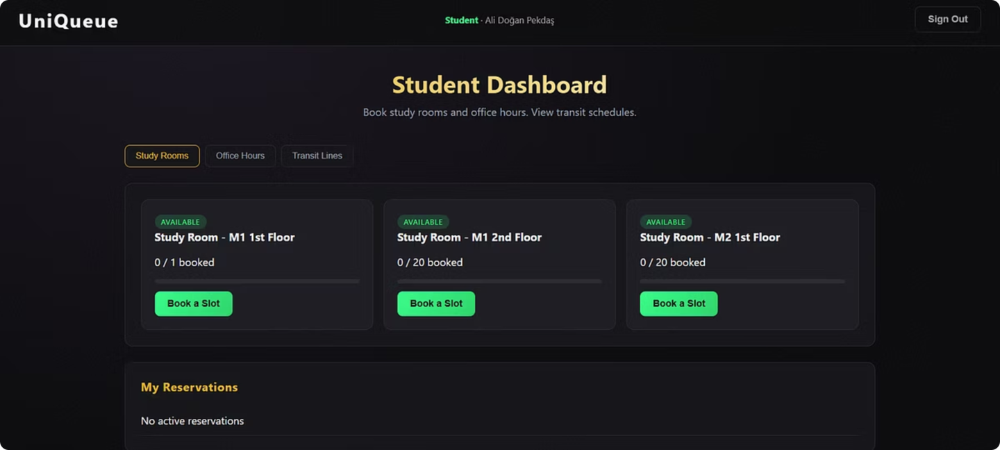 UniQueue
Student · Ali Doğan Pekdaş
Sign Out
Student Dashboard
Book study rooms and office hours. View transit schedules.
Study Rooms
Office Hours
Transit Lines
AVAILABLE
Study Room - M1 1st Floor
0 / 1 booked
Book a Slot
AVAILABLE
Study Room - M1 2nd Floor
0 / 20 booked
Book a Slot
AVAILABLE
Study Room - M2 1st Floor
0 / 20 booked
Book a Slot
My Reservations
No active reservations